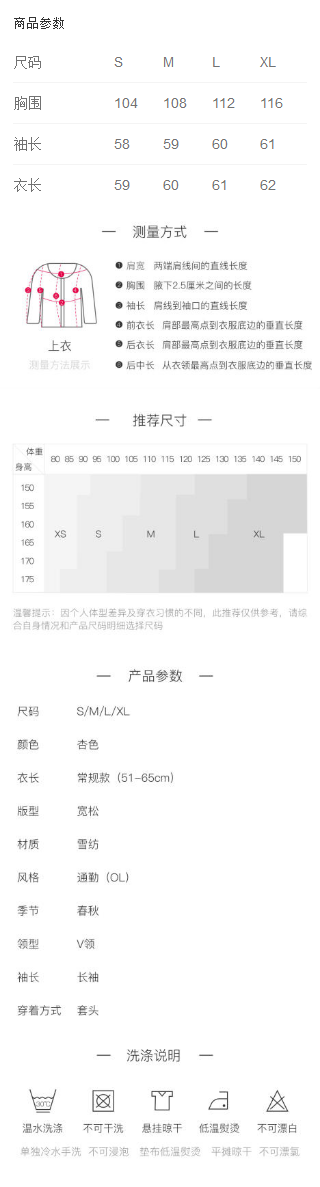 商品参数
尺码 S M L XL
胸围 104 108 112 116
袖长 58 59 60 61
衣长 59 60 61 62
— 测量方式 —
❶ 肩宽 两端肩线间的直线长度
❷ 胸围 腋下2.5厘米之间的长度
❸ 袖长 肩线到袖口的直线长度
❹ 前衣长 肩部最高点到衣服底边的垂直长度
❺ 后衣长 肩部最高点到衣服底边的垂直长度
❻ 后中长 从衣领最高点到衣服底边的垂直长度
上衣
测量方法展示
— 推荐尺寸 —
体重 80 85 90 95 100 105 110 115 120 125 130 135 140 145 150
身高
150
155
160
XS S M L XL
165
170
175
温馨提示：因个人体型差异及穿衣习惯的不同，此推荐仅供参考，请综
合自身情况和产品尺码明细选择尺码
— 产品参数 —
尺码 S/M/L/XL
颜色 杏色
衣长 常规款（51-65cm）
版型 宽松
材质 雪纺
风格 通勤（OL）
季节 春秋
领型 V领
袖长 长袖
穿着方式 套头
— 洗涤说明 —
30°C
温水洗涤 不可干洗 悬挂晾干 低温熨烫 不可漂白
单独冷水手洗 不可浸泡 垫布低温熨烫 平摊晾干 不可漂氯